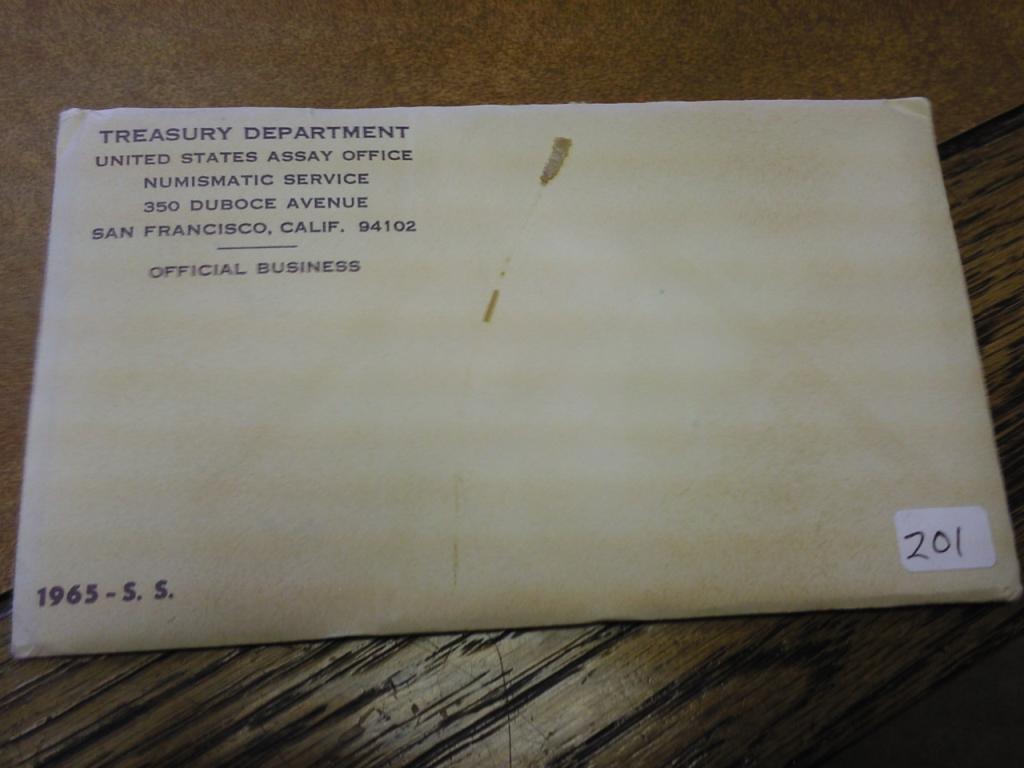 TREASURY DEPARTMENT
UNITED STATES ASSAY OFFICE
NUMISMATIC SERVICE
350 DUBOCE AVENUE
SAN FRANCISCO, CALIF. 94102
OFFICIAL BUSINESS
201
1965 - S. S.